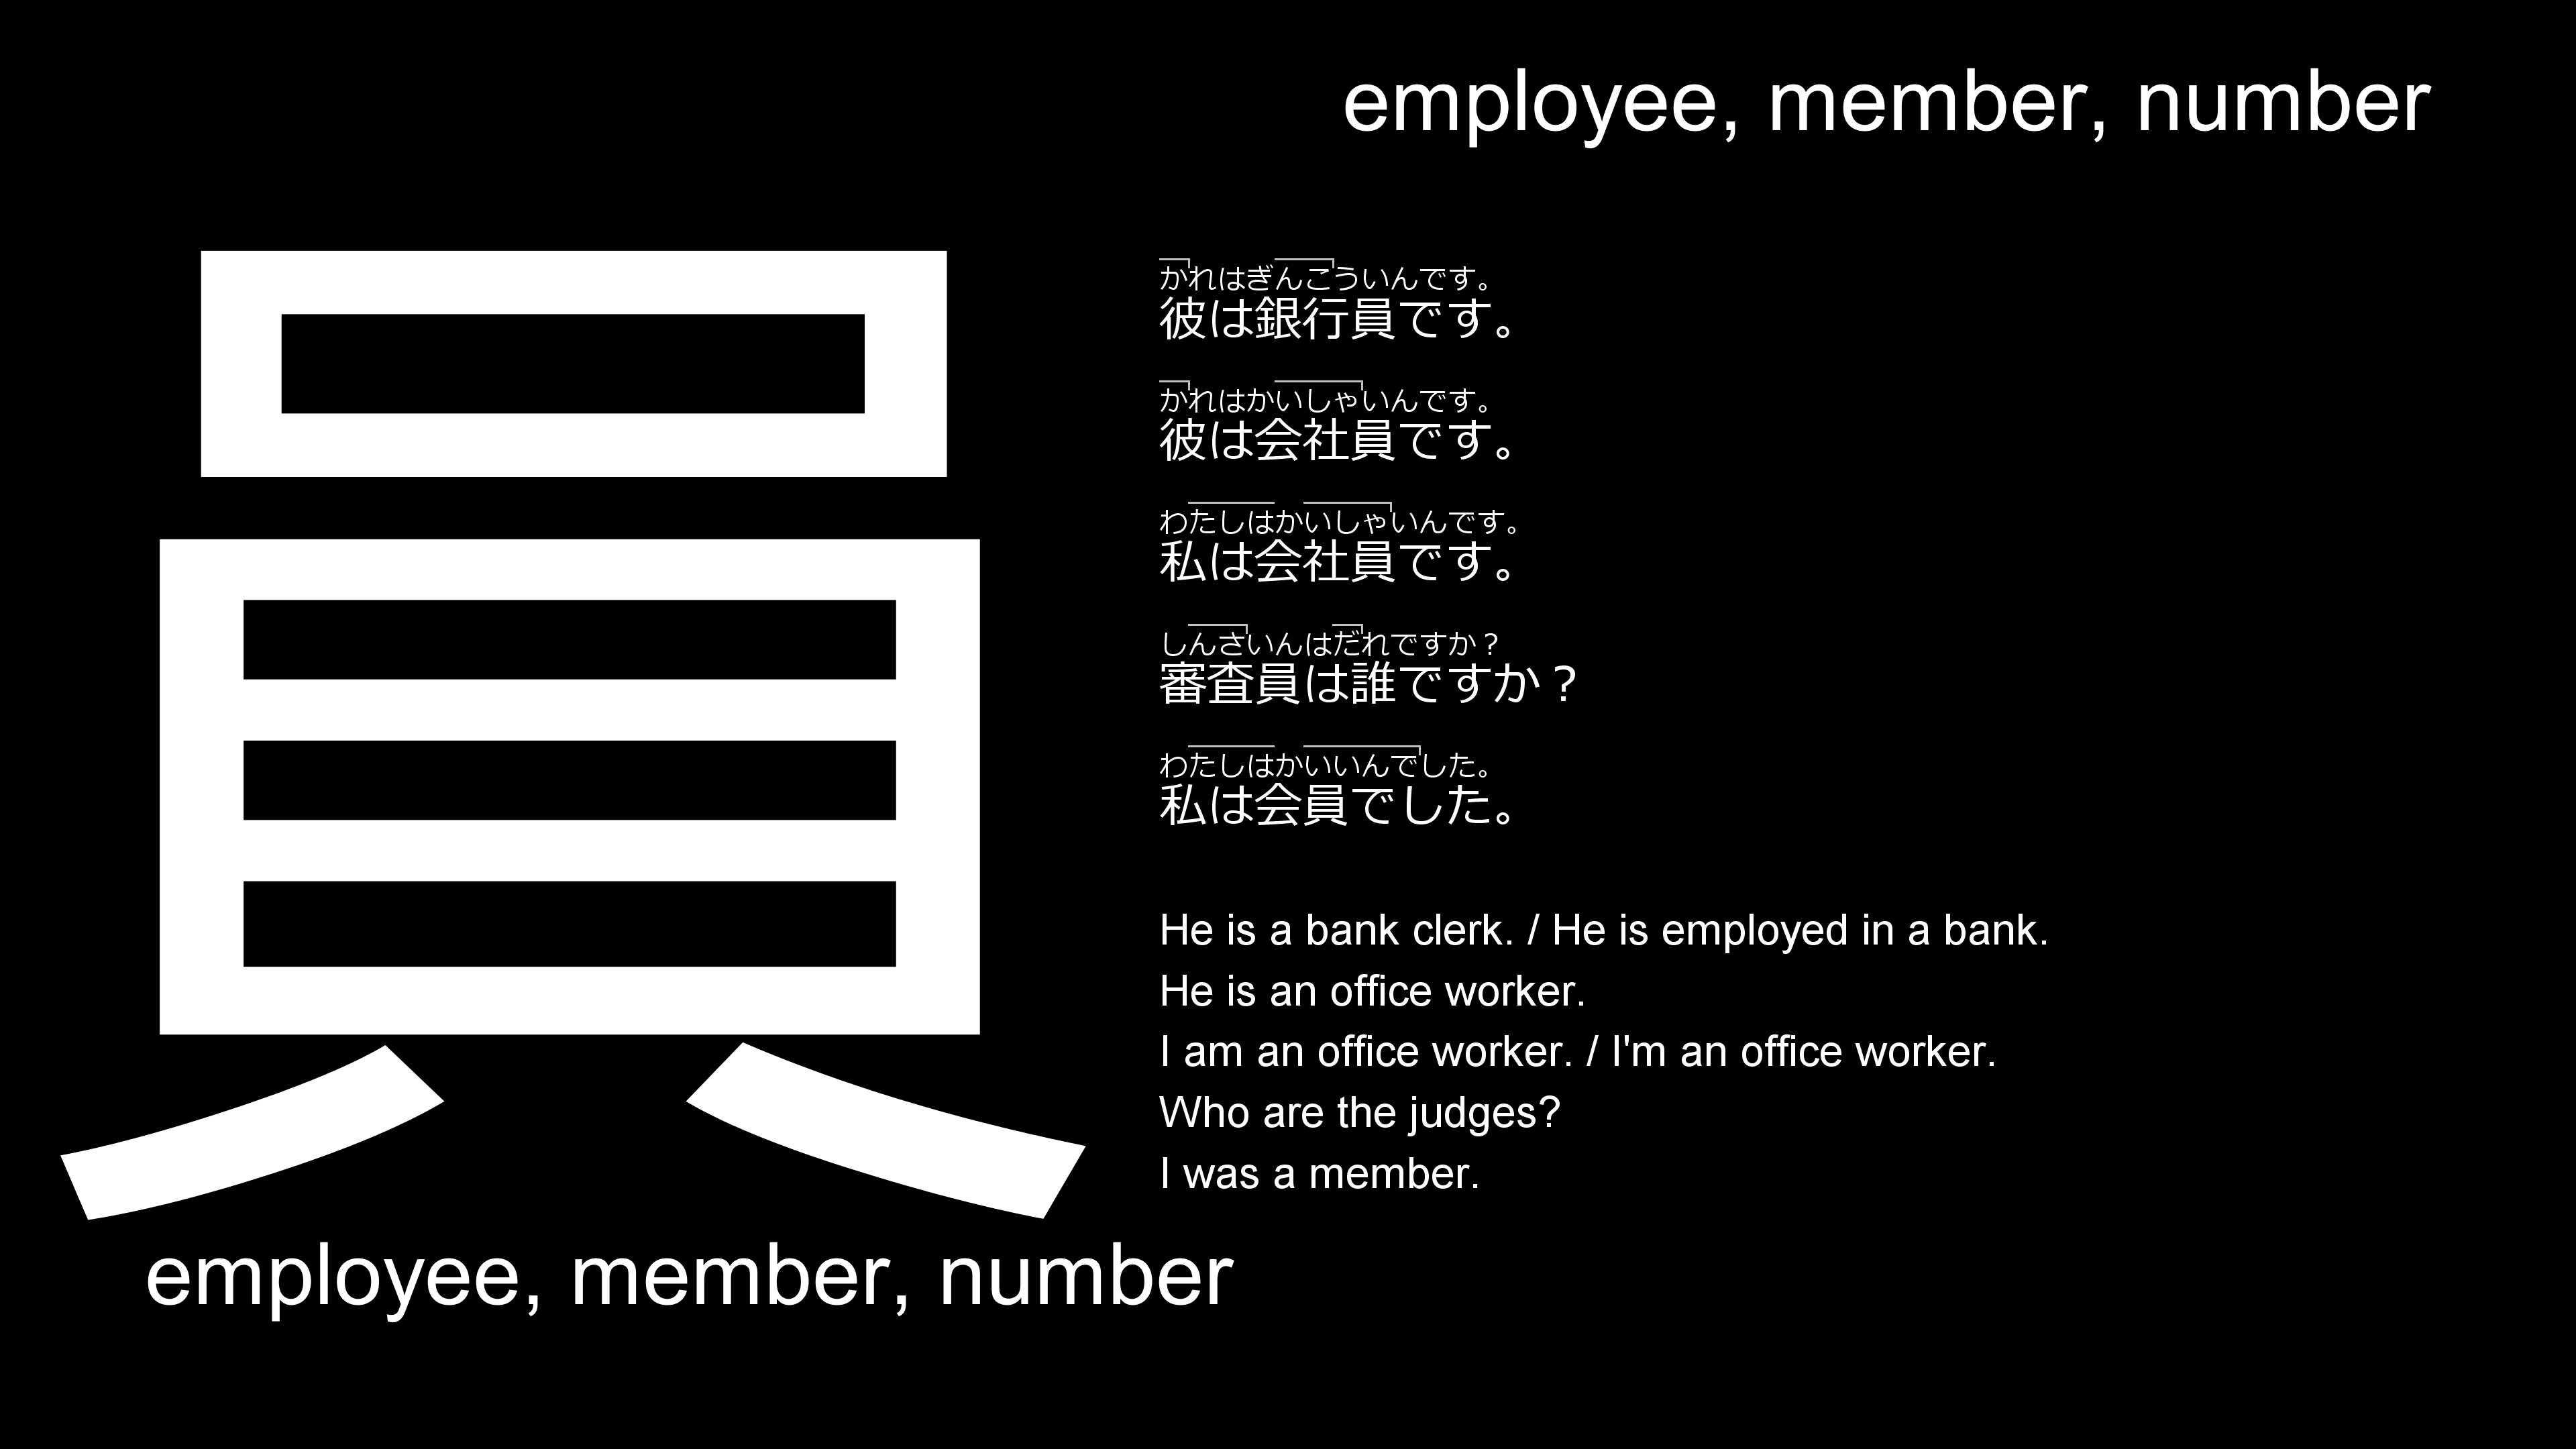 employee, member, number
員
かれはぎんこういんです。
彼は銀行員です。
かれはかいしゃいんです。
彼は会社員です。
わたしはかいしゃいんです。
私は会社員です。
しんさいんはだれですか？
審査員は誰ですか？
わたしはかいいんでした。
私は会員でした。
He is a bank clerk. / He is employed in a bank.
He is an office worker.
I am an office worker. / I'm an office worker.
Who are the judges?
I was a member.
employee, member, number